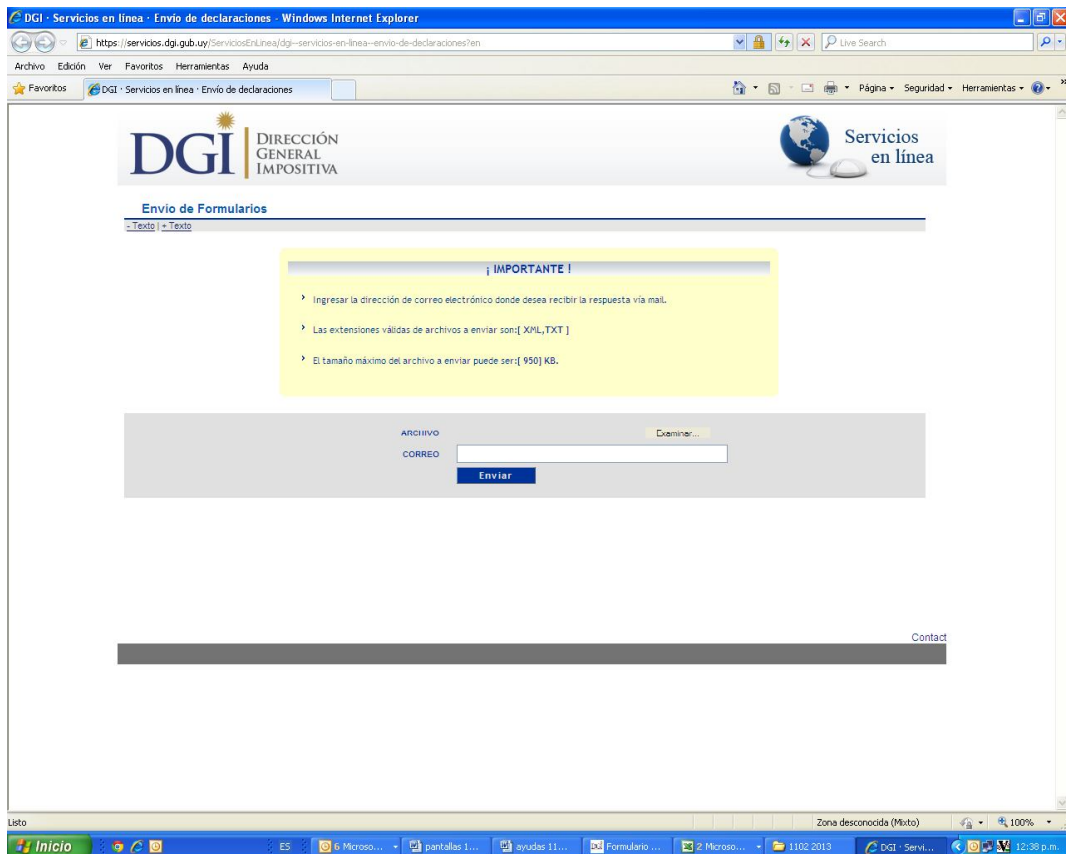 DGI · Servicios en línea · Envío de declaraciones - Windows Internet Explorer
https://servicios.dgi.gub.uy/ServiciosEnLinea/dgi--servicios-en-linea--envio-de-declaraciones?en
Live Search
Archivo Edición Ver Favoritos Herramientas Ayuda
Favoritos DGI · Servicios en línea · Envío de declaraciones Página Seguridad Herramientas
DGI DIRECCIÓN
GENERAL
IMPOSITIVA
Servicios
en línea
Envio de Formularios
- Texto | + Texto
¡ IMPORTANTE !
Ingresar la dirección de correo electrónico donde desea recibir la respuesta vía mail.
Las extensiones válidas de archivos a enviar son:[ XML,TXT ]
El tamaño máximo del archivo a enviar puede ser:[ 950] KB.
ARCHIVO Examinar...
CORREO
Enviar
Contact
Listo Zona desconocida (Mixto) 100%
Inicio ES 6 Microso... pantallas 1... ayudas 11... Formulario ... 2 Microso... 1102 2013 DGI · Servi... 12:38 p.m.